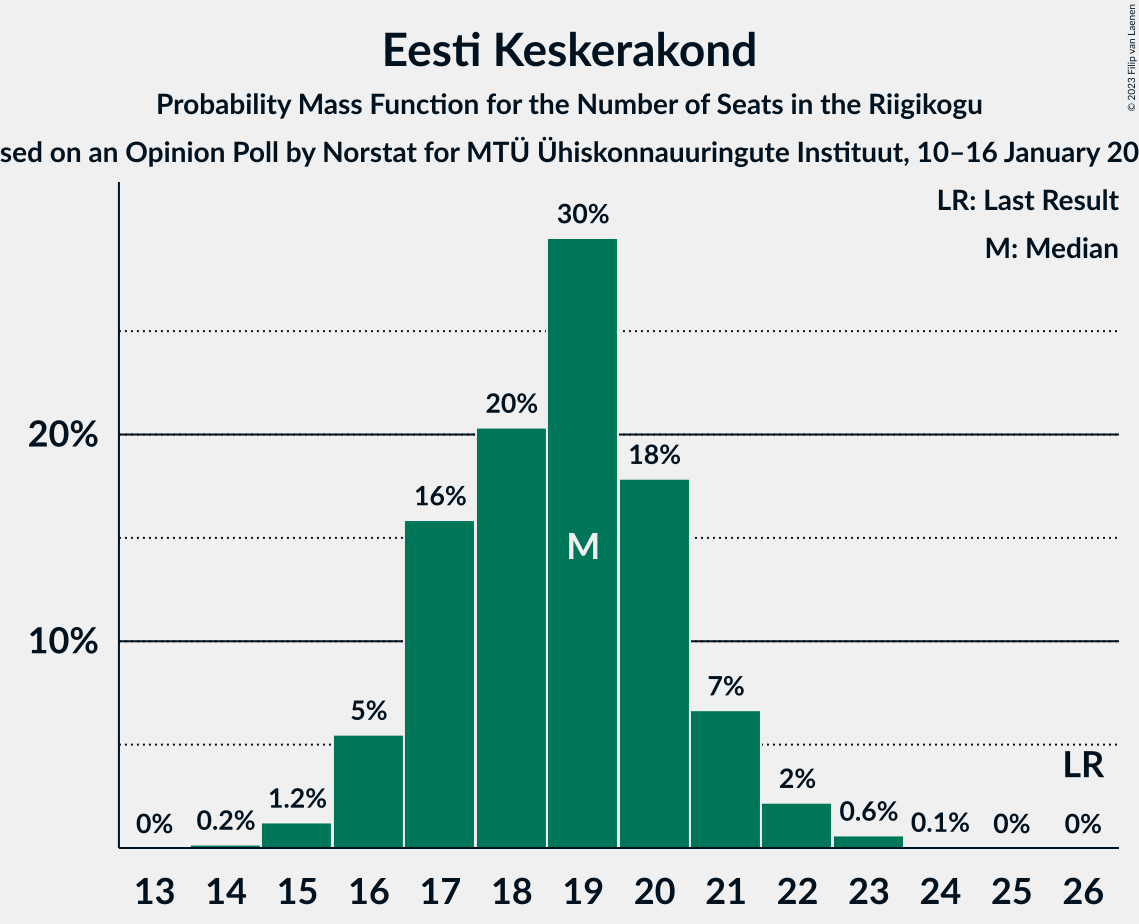 Eesti Keskerakond
Probability Mass Function for the Number of Seats in the Riigikogu
sed on an Opinion Poll by Norstat for MTÜ Ühiskonnauuringute Instituut, 10–16 January 20
© 2023 Filip van Laenen
LR: Last Result
M: Median
30%
20%
20%
18%
16%
M
10%
7%
5%
LR
2%
1.2%
0.6%
0% 0.2% 0.1% 0% 0%
13 14 15 16 17 18 19 20 21 22 23 24 25 26